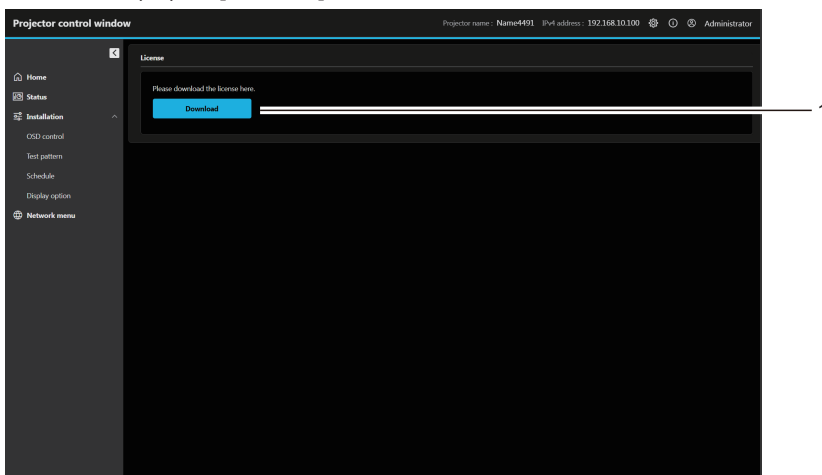 Projector control window Projector name : Name4491 IPv4 address : 192.168.10.100 Administrator
License
Home
Please download the license here.
Status
Download
Installation
OSD control
Test pattern
Schedule
Display option
Network menu